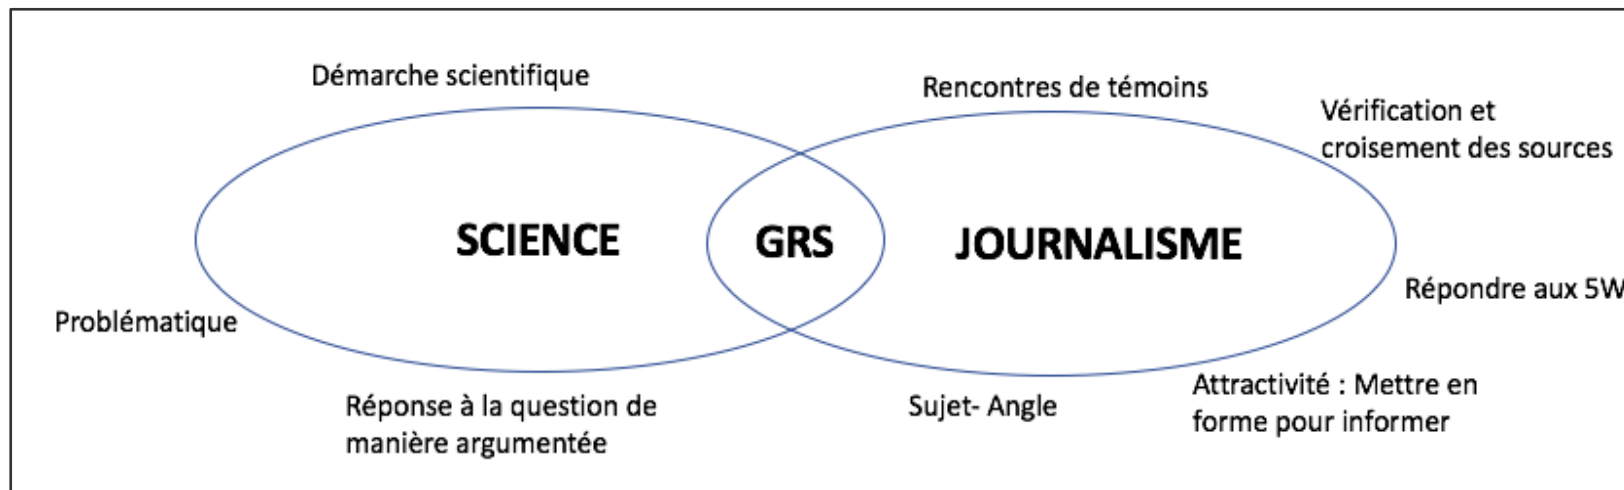 Démarche scientifique
Rencontres de témoins
Vérification et
croisement des sources
SCIENCE
GRS
JOURNALISME
Répondre aux 5W
Problématique
Réponse à la question de
manière argumentée
Sujet- Angle
Attractivité : Mettre en
forme pour informer